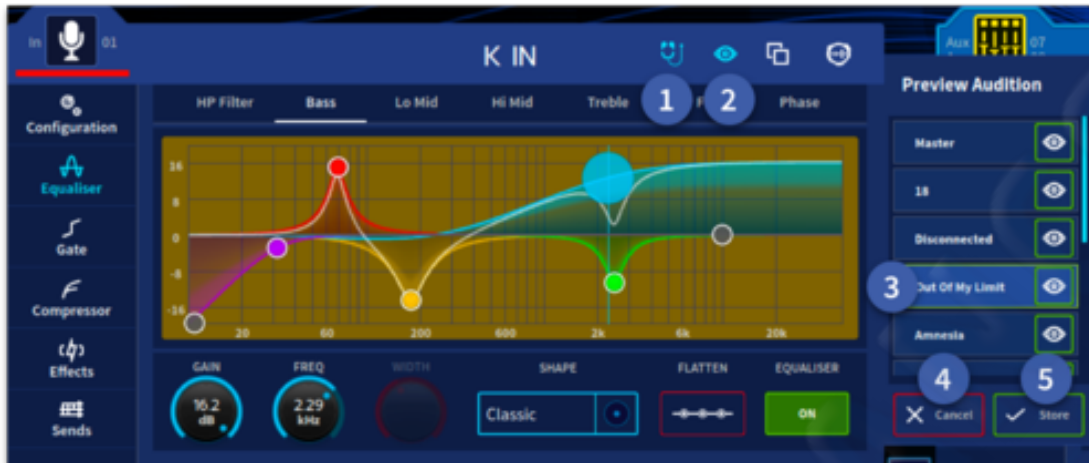 In 01
K IN
Aux 07
Preview Audition
Configuration
Equaliser
Gate
Compressor
Effects
Sends
HP Filter Bass Lo Mid Hi Mid Treble Phase
1 2
16
8
0
-8
-16
20 60 200 600 2k 6k 20k
Master
18
Disconnected
3 Out Of My Limit
Amnesia
4 5
X Cancel Store
GAIN FREQ WIDTH SHAPE FLATTEN EQUALISER
16.2 dB
2.29 kHz
Classic
ON